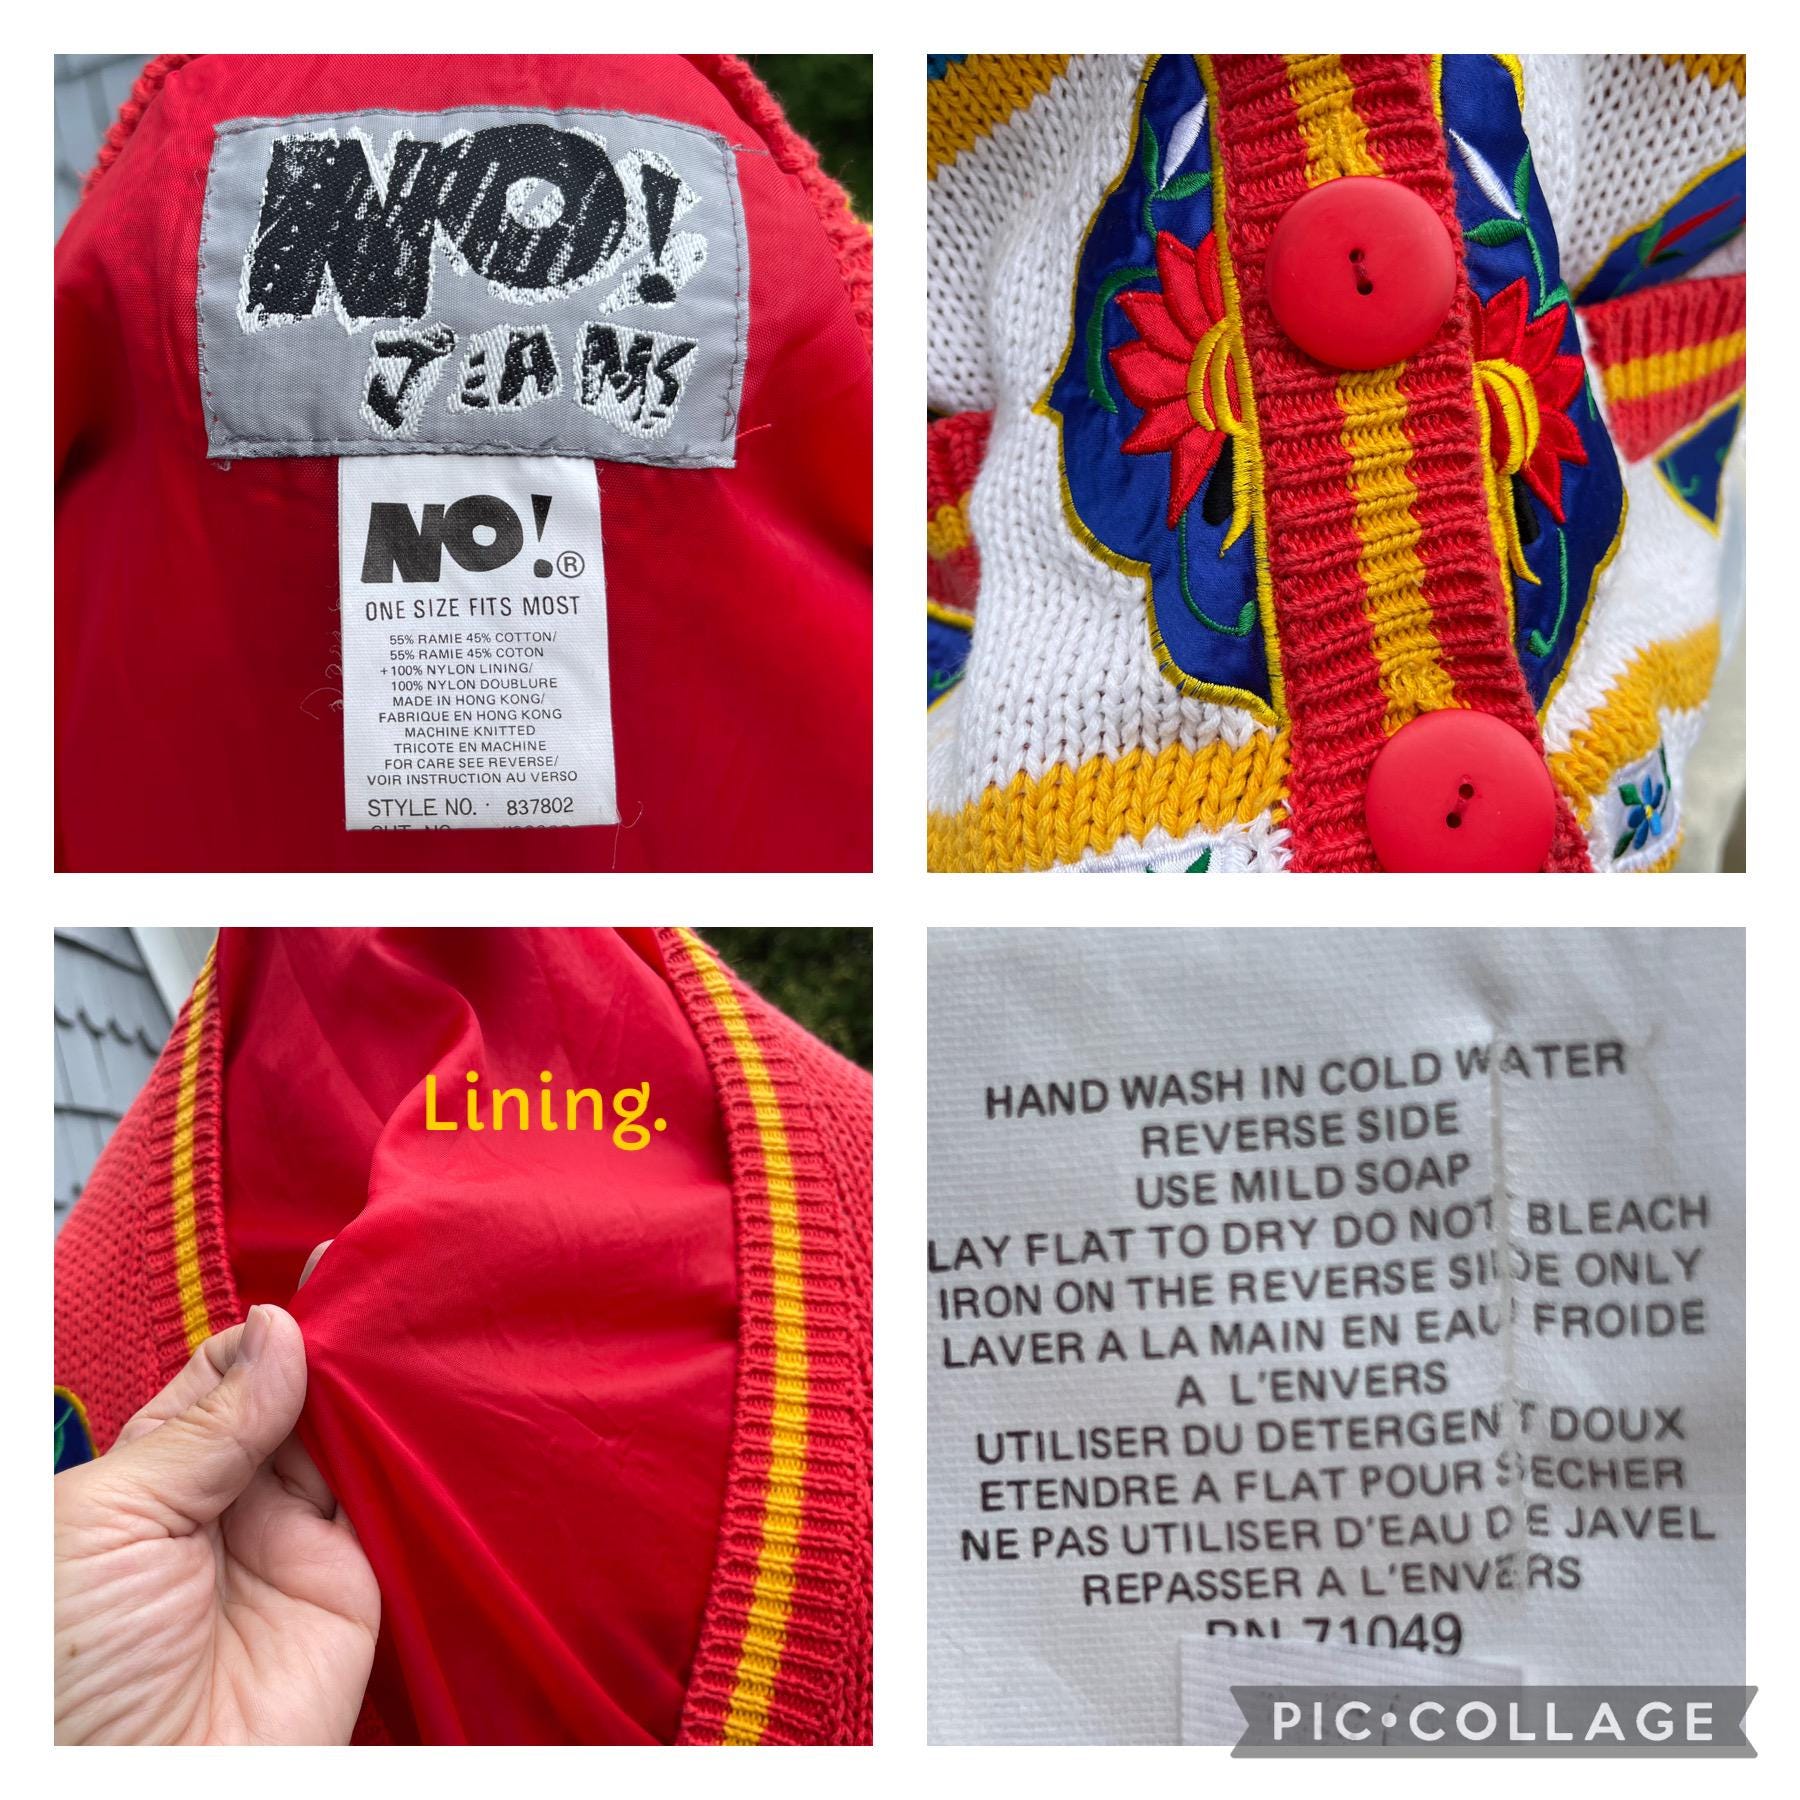 NO!
JEANS
NO!®
ONE SIZE FITS MOST
55% RAMIE 45% COTTON/
55% RAMIE 45% COTON
+100% NYLON LINING/
100% NYLON DOUBLURE
MADE IN HONG KONG/
FABRIQUE EN HONG KONG
MACHINE KNITTED
TRICOTE EN MACHINE
FOR CARE SEE REVERSE/
VOIR INSTRUCTION AU VERSO
STYLE NO. 837802
CUT. NO.
Lining.
HAND WASH IN COLD WATER
REVERSE SIDE
USE MILD SOAP
LAY FLAT TO DRY DO NOT BLEACH
IRON ON THE REVERSE SIDE ONLY
LAVER A LA MAIN EN EAU FROIDE
A L'ENVERS
UTILISER DU DETERGENT DOUX
ETENDRE A FLAT POUR SECHER
NE PAS UTILISER D'EAU DE JAVEL
REPASSER A L'ENVERS
RN 71049
PIC•COLLAGE